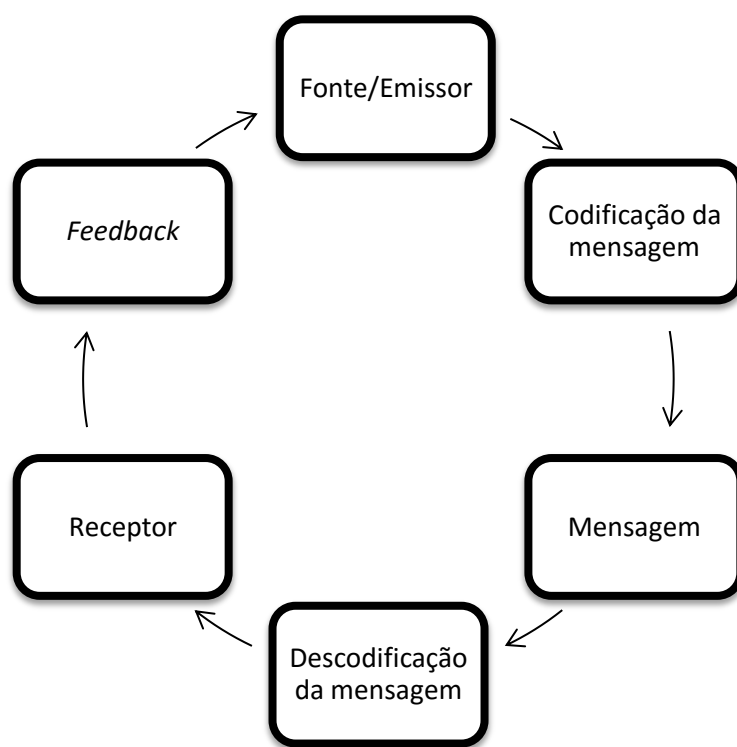 Fonte/Emissor
Codificação da
mensagem
Mensagem
Descodificação
da mensagem
Receptor
Feedback